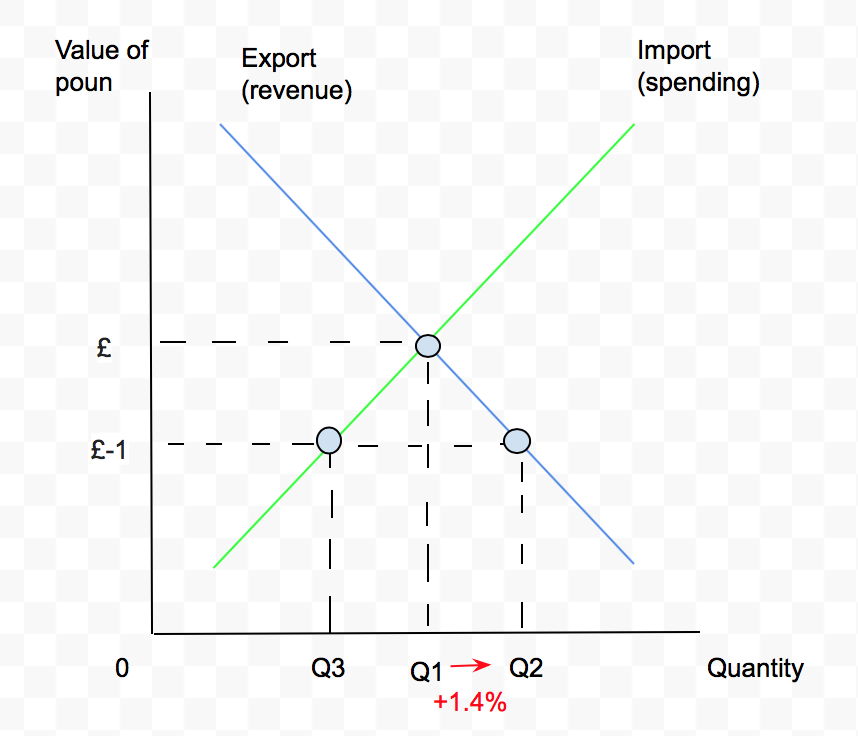 Value of
poun
Export
(revenue)
Import
(spending)
£
£-1
0
Q3
Q1
Q2
Quantity
+1.4%